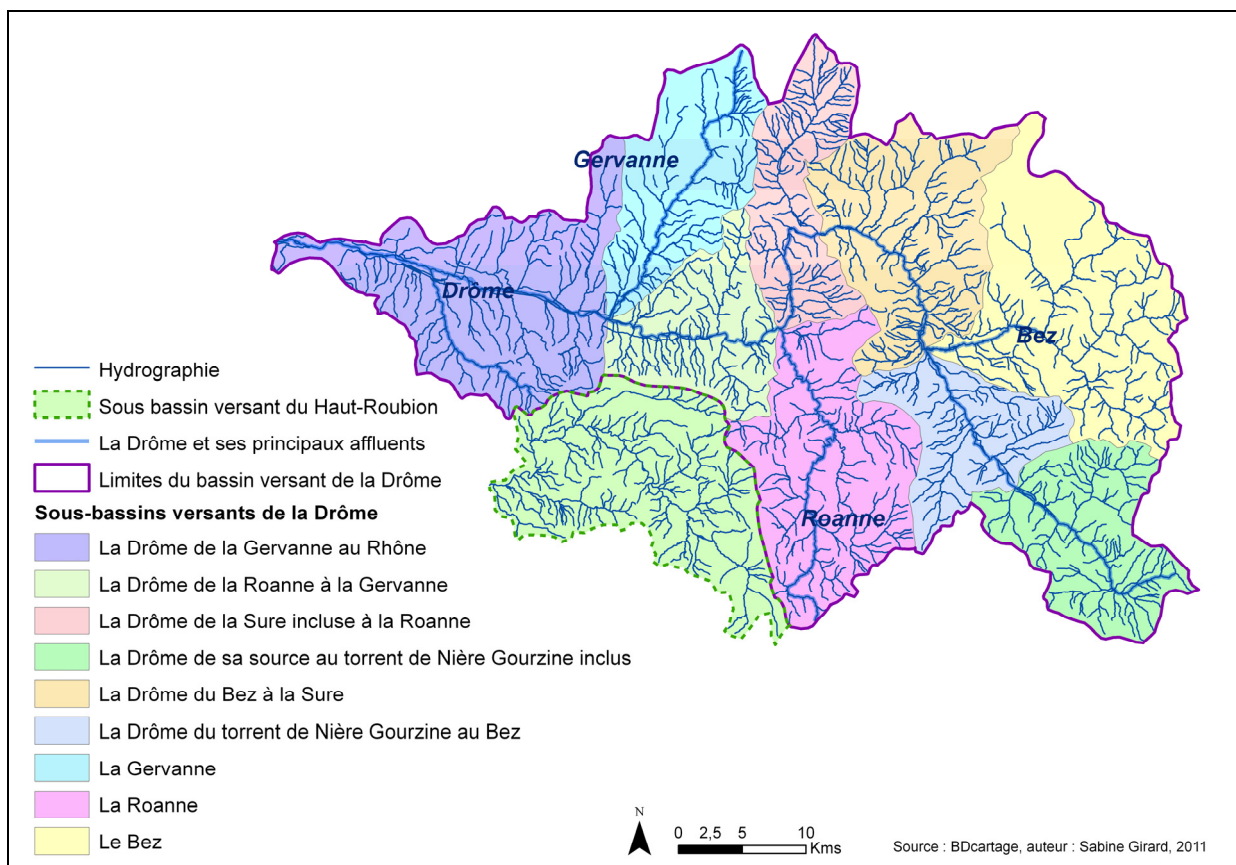 Gervanne
Drôme
Bez
Roanne
Hydrographie
Sous bassin versant du Haut-Roubion
La Drôme et ses principaux affluents
Limites du bassin versant de la Drôme
Sous-bassins versants de la Drôme
La Drôme de la Gervanne au Rhône
La Drôme de la Roanne à la Gervanne
La Drôme de la Sure incluse à la Roanne
La Drôme de sa source au torrent de Nière Gourzine inclus
La Drôme du Bez à la Sure
La Drôme du torrent de Nière Gourzine au Bez
La Gervanne
La Roanne
Le Bez
N
0 2,5 5 10
Kms
Source : BDcartage, auteur : Sabine Girard, 2011